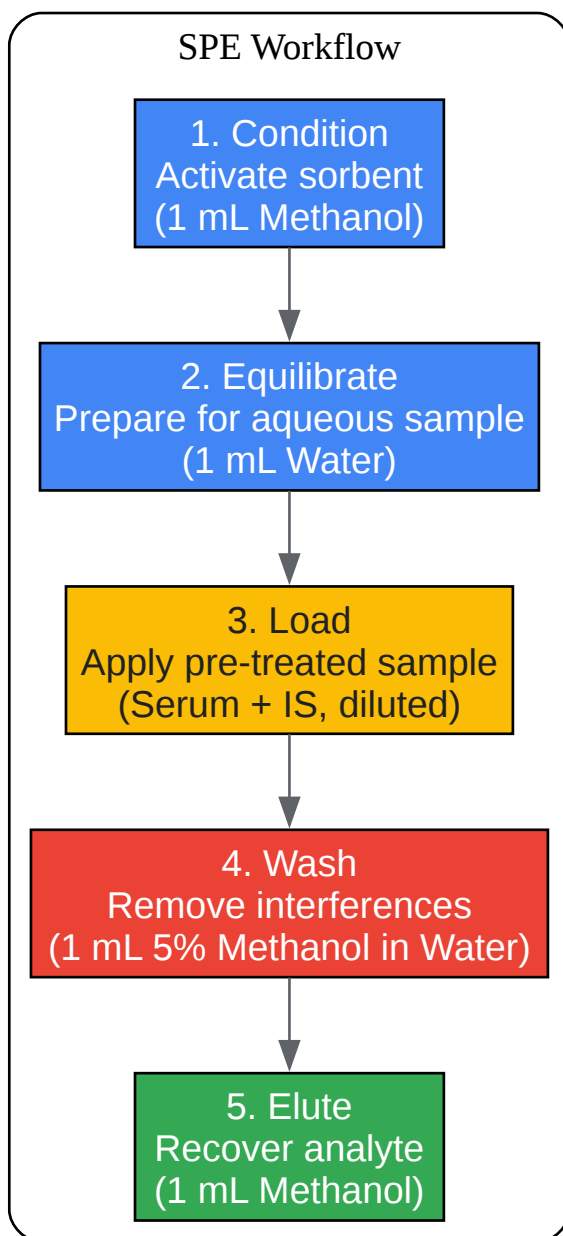 SPE Workflow
1. Condition
Activate sorbent
(1 mL Methanol)
2. Equilibrate
Prepare for aqueous sample
(1 mL Water)
3. Load
Apply pre-treated sample
(Serum + IS, diluted)
4. Wash
Remove interferences
(1 mL 5% Methanol in Water)
5. Elute
Recover analyte
(1 mL Methanol)